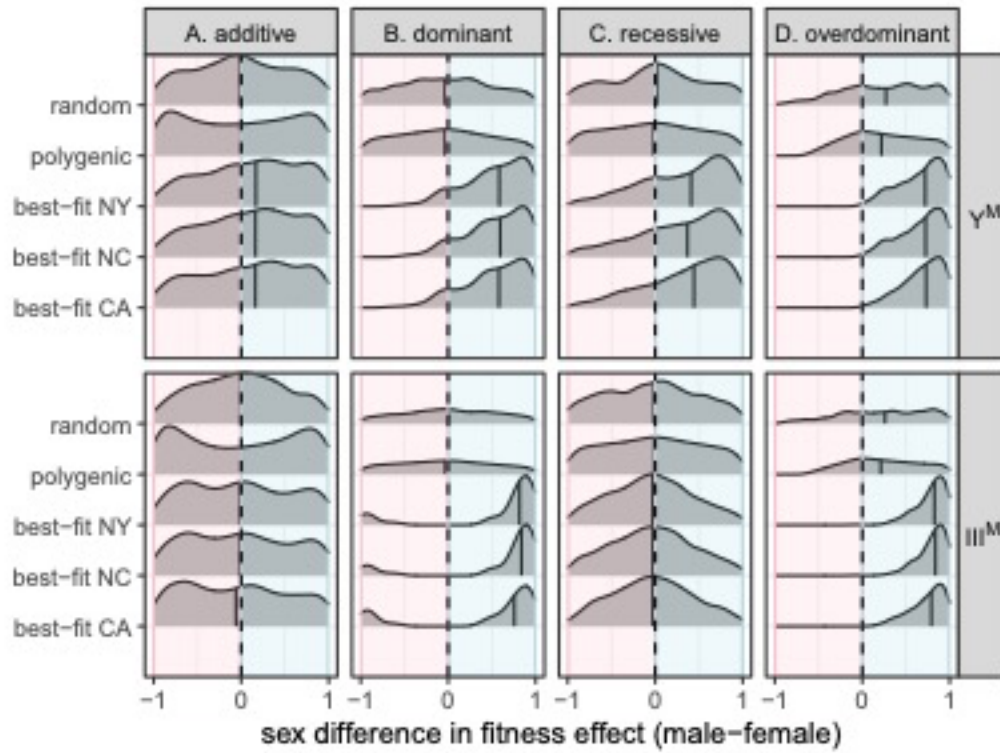 A. additive B. dominant C. recessive D. overdominant
random
polygenic
best−fit NY
best−fit NC
best−fit CA
Yᴹ
random
polygenic
best−fit NY
best−fit NC
best−fit CA
IIIᴹ
−1 0 1 −1 0 1 −1 0 1 −1 0 1
sex difference in fitness effect (male−female)